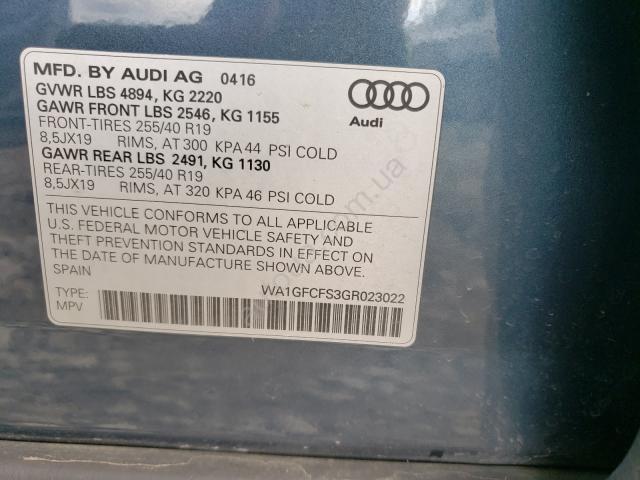 MFD. BY AUDI AG 0416
GVWR LBS 4894, KG 2220
GAWR FRONT LBS 2546, KG 1155
FRONT-TIRES 255/40 R19
8,5JX19 RIMS, AT 300 KPA 44 PSI COLD
GAWR REAR LBS 2491, KG 1130
REAR-TIRES 255/40 R19
8,5JX19 RIMS, AT 320 KPA 46 PSI COLD
Audi
THIS VEHICLE CONFORMS TO ALL APPLICABLE
U.S. FEDERAL MOTOR VEHICLE SAFETY AND
THEFT PREVENTION STANDARDS IN EFFECT ON
THE DATE OF MANUFACTURE SHOWN ABOVE.
SPAIN
TYPE: WA1GFCFS3GR023022
MPV